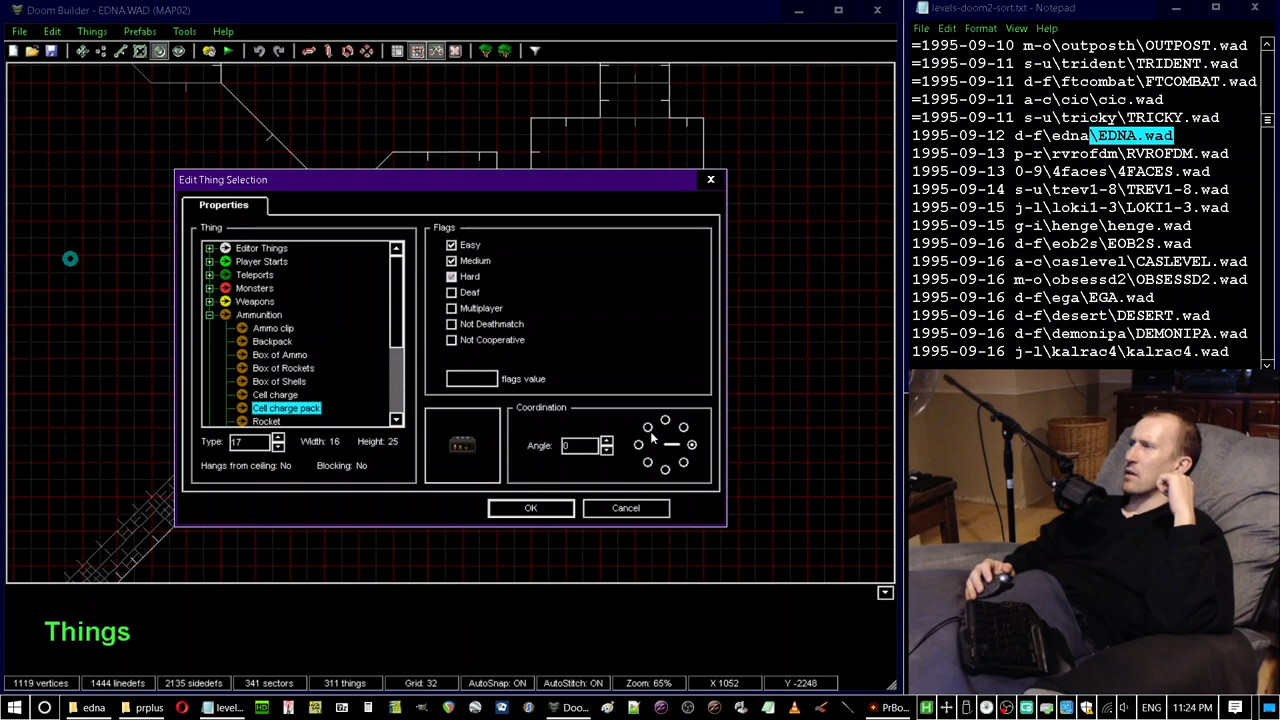 Doom Builder - EDNA.WAD (MAP02)
File Edit Things Prefabs Tools Help
Edit Thing Selection
X
Properties
Thing
Editor Things
Player Starts
Teleports
Monsters
Weapons
Ammunition
Ammo clip
Backpack
Box of Ammo
Box of Rockets
Box of Shells
Cell charge
Cell charge pack
Rocket
Type: 17 Width: 16 Height: 25
Hangs from ceiling: No Blocking: No
Flags
Easy
Medium
Hard
Deaf
Multiplayer
Not Deathmatch
Not Cooperative
flags value
Coordination
Angle: 0
OK Cancel
Things
1119 vertices 1444 linedefs 2135 sidedefs 341 sectors 311 things Grid: 32 AutoSnap: ON AutoStitch: ON Zoom: 65% X 1052 Y -2248
levels-doom2-sort.txt - Notepad
File Edit Format View Help
=1995-09-10 m-o\outposth\OUTPOST.wad
=1995-09-11 s-u\trident\TRIDENT.wad
=1995-09-11 d-f\ftcombat\FTCOMBAT.wad
=1995-09-11 a-c\cic\cic.wad
=1995-09-11 s-u\tricky\TRICKY.wad
1995-09-12 d-f\edna\EDNA.wad
1995-09-13 p-r\rvrofdm\RVROFDM.wad
1995-09-13 0-9\4faces\4FACES.wad
1995-09-14 s-u\trev1-8\TREV1-8.wad
1995-09-15 j-l\loki1-3\LOKI1-3.wad
1995-09-15 g-i\henge\henge.wad
1995-09-16 d-f\eob2s\EOB2S.wad
1995-09-16 a-c\caslevel\CASLEVEL.wad
1995-09-16 m-o\obsessd2\OBSESSD2.wad
1995-09-16 d-f\ega\EGA.wad
1995-09-16 d-f\desert\DESERT.wad
1995-09-16 d-f\demonipa\DEMONIPA.wad
1995-09-16 j-l\kalrac4\kalrac4.wad
edna prplus level... Doo... PrBo... ENG 11:24 PM